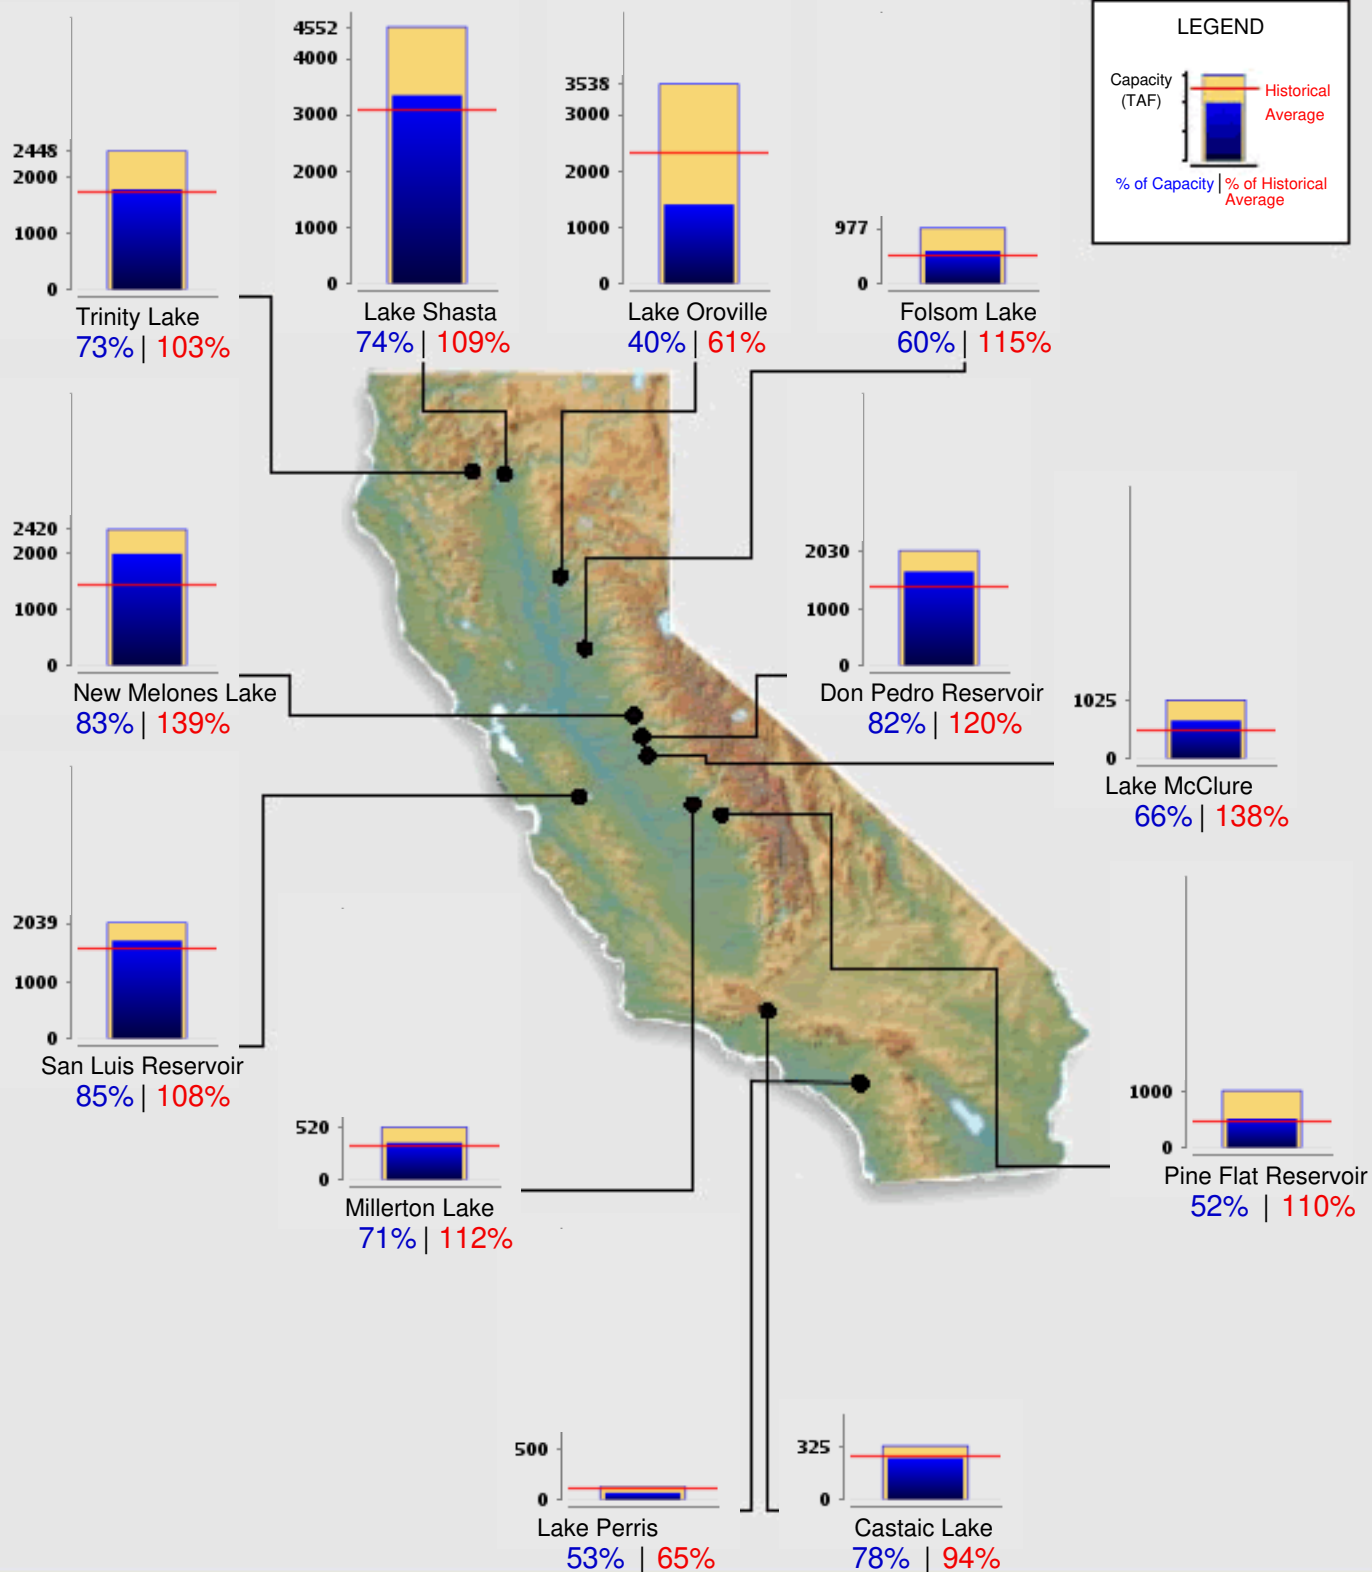 LEGEND
Capacity
(TAF)
Historical
Average
% of Capacity | % of Historical
Average
2448
2000
1000
0
Trinity Lake
73% | 103%
4552
4000
3000
2000
1000
0
Lake Shasta
74% | 109%
3538
3000
2000
1000
0
Lake Oroville
40% | 61%
977
0
Folsom Lake
60% | 115%
2420
2000
1000
0
New Melones Lake
83% | 139%
2030
1000
0
Don Pedro Reservoir
82% | 120%
1025
0
Lake McClure
66% | 138%
2039
1000
0
San Luis Reservoir
85% | 108%
520
0
Millerton Lake
71% | 112%
1000
0
Pine Flat Reservoir
52% | 110%
500
0
Lake Perris
53% | 65%
325
0
Castaic Lake
78% | 94%